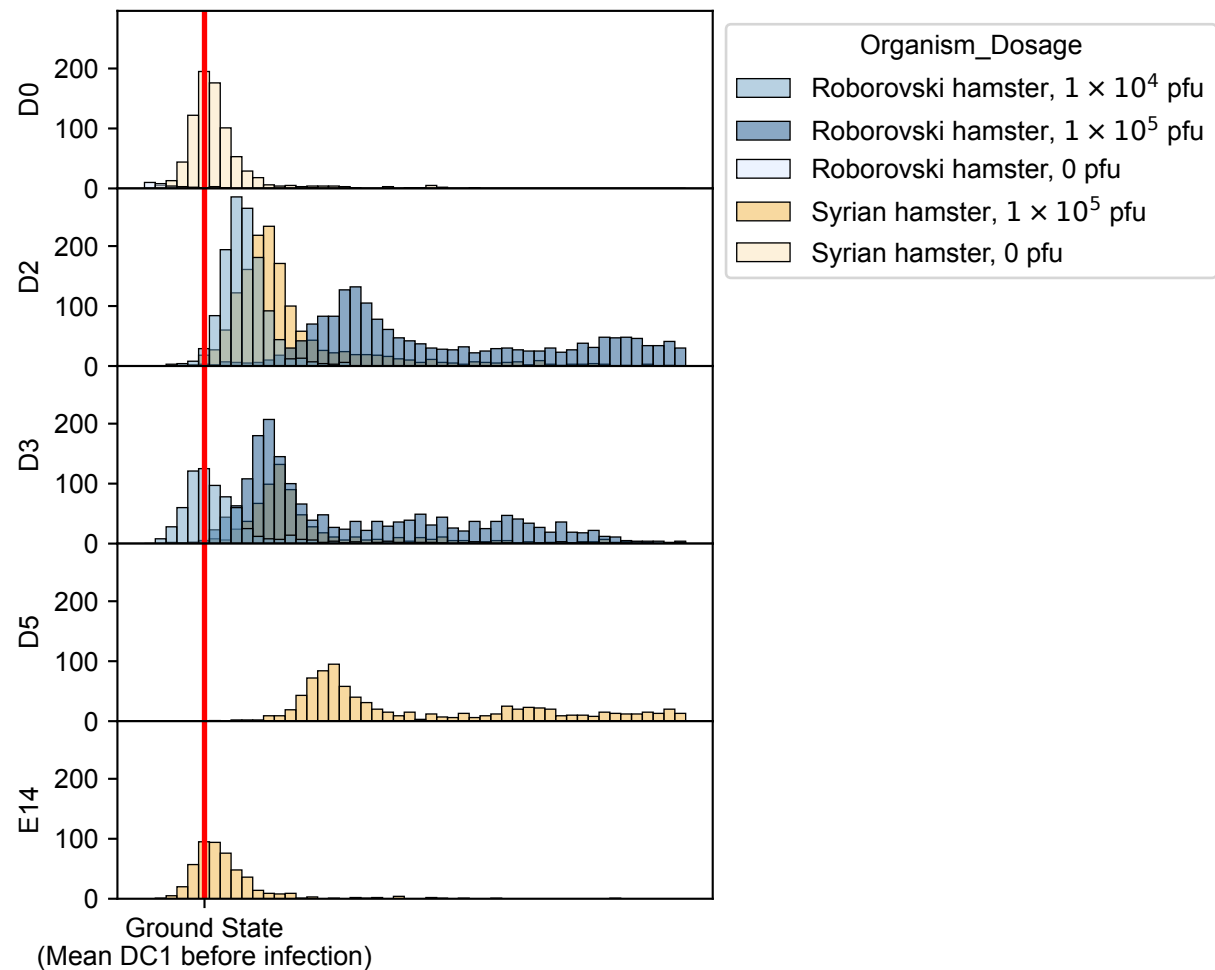 Organism_Dosage
Roborovski hamster, 1 × 10⁴ pfu
Roborovski hamster, 1 × 10⁵ pfu
Roborovski hamster, 0 pfu
Syrian hamster, 1 × 10⁵ pfu
Syrian hamster, 0 pfu
D0
200
100
0
D2
200
100
0
D3
200
100
0
D5
200
100
0
E14
200
100
0
Ground State
(Mean DC1 before infection)